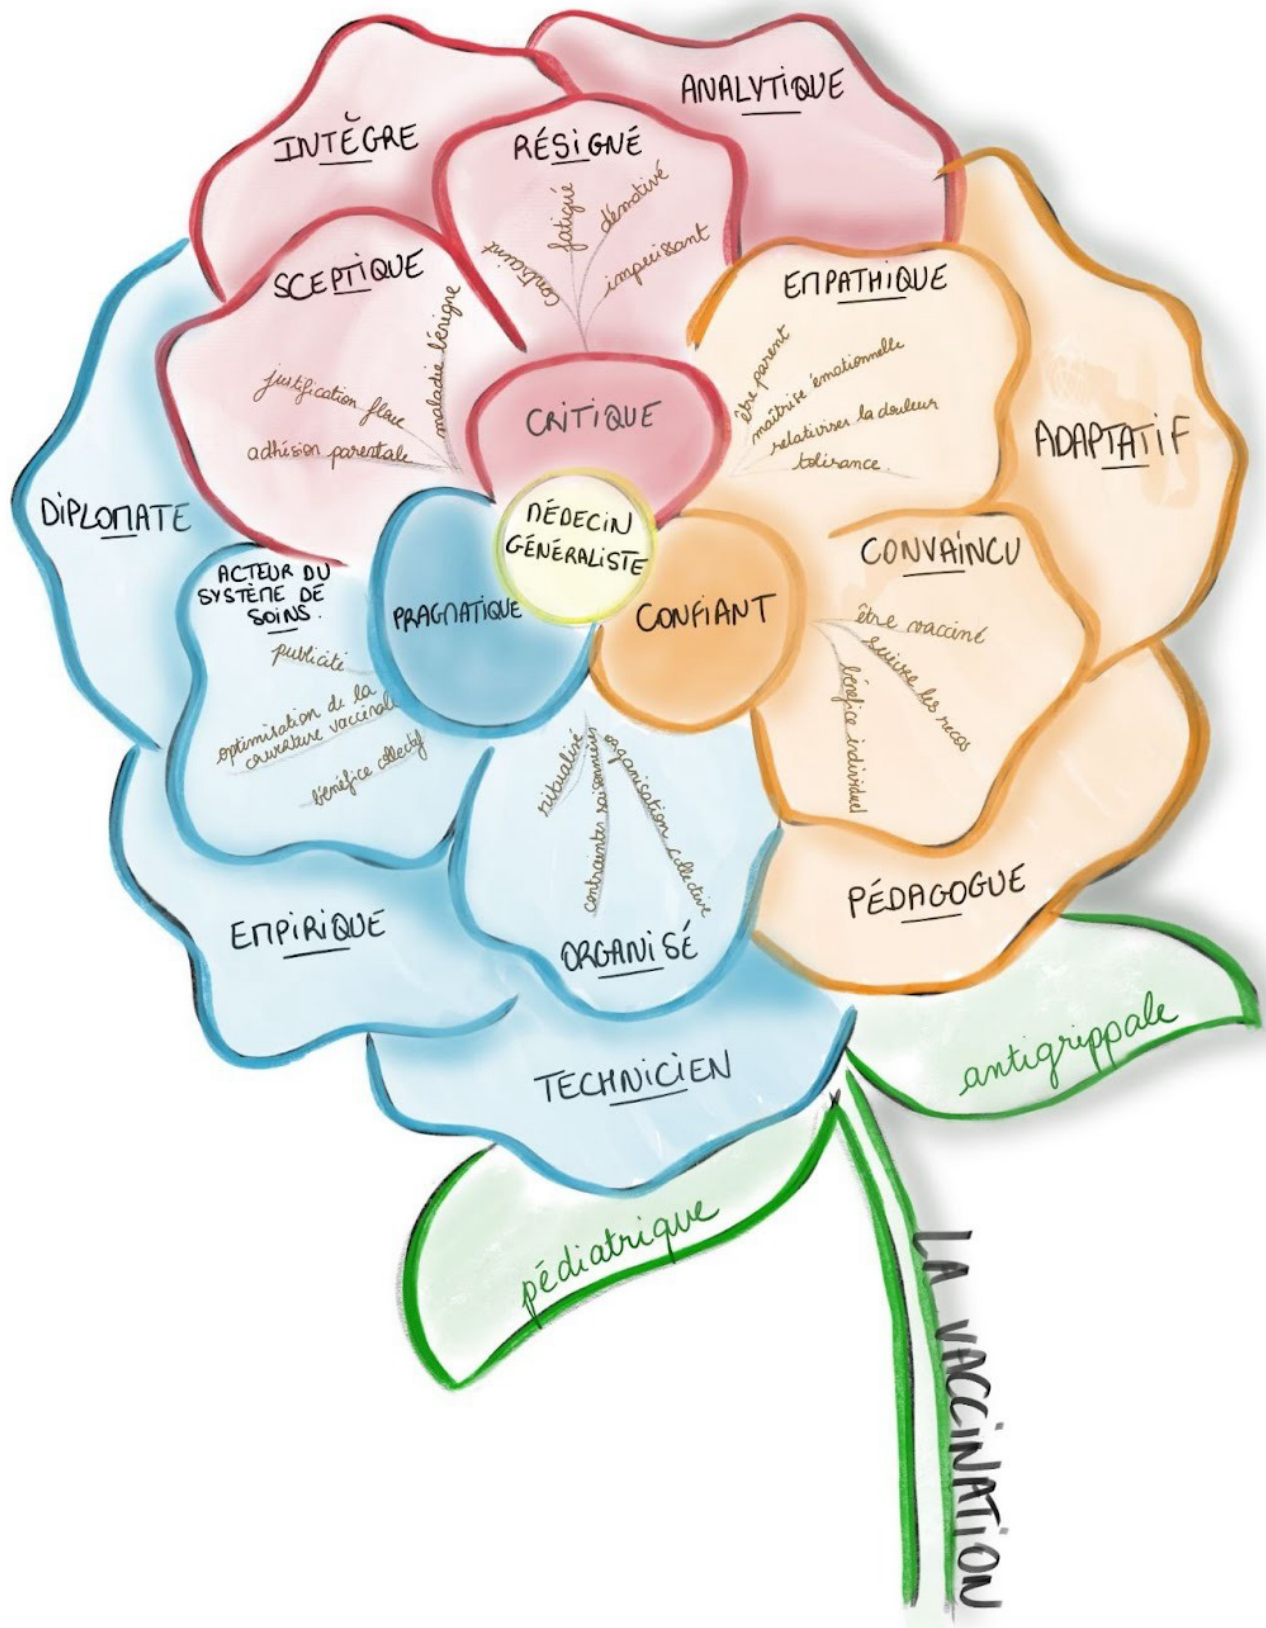 ANALYTIQUE
INTÈGRE
RÉSIGNÉ
contraint
fatigué
démotivé
impuissant
SCEPTIQUE
justification floue
adhésion parentale
maladie bénigne
EMPATHIQUE
être parent
maîtrise émotionnelle
relativiser la douleur
tolérance
ADAPTATIF
CRITIQUE
DIPLOMATE
MÉDECIN
GÉNÉRALISTE
PRAGMATIQUE
CONFIANT
CONVAINCU
être vacciné
suivre les recos
bénéfice individuel
ACTEUR DU
SYSTÈME DE
SOINS.
publicité
optimisation de la
couverture vaccinale
bénéfice collectif
ritualisé
contraintes saisonnières
organisation collective
ORGANISÉ
PÉDAGOGUE
EMPIRIQUE
TECHNICIEN
antigrippale
pédiatrique
LA VACCINATION